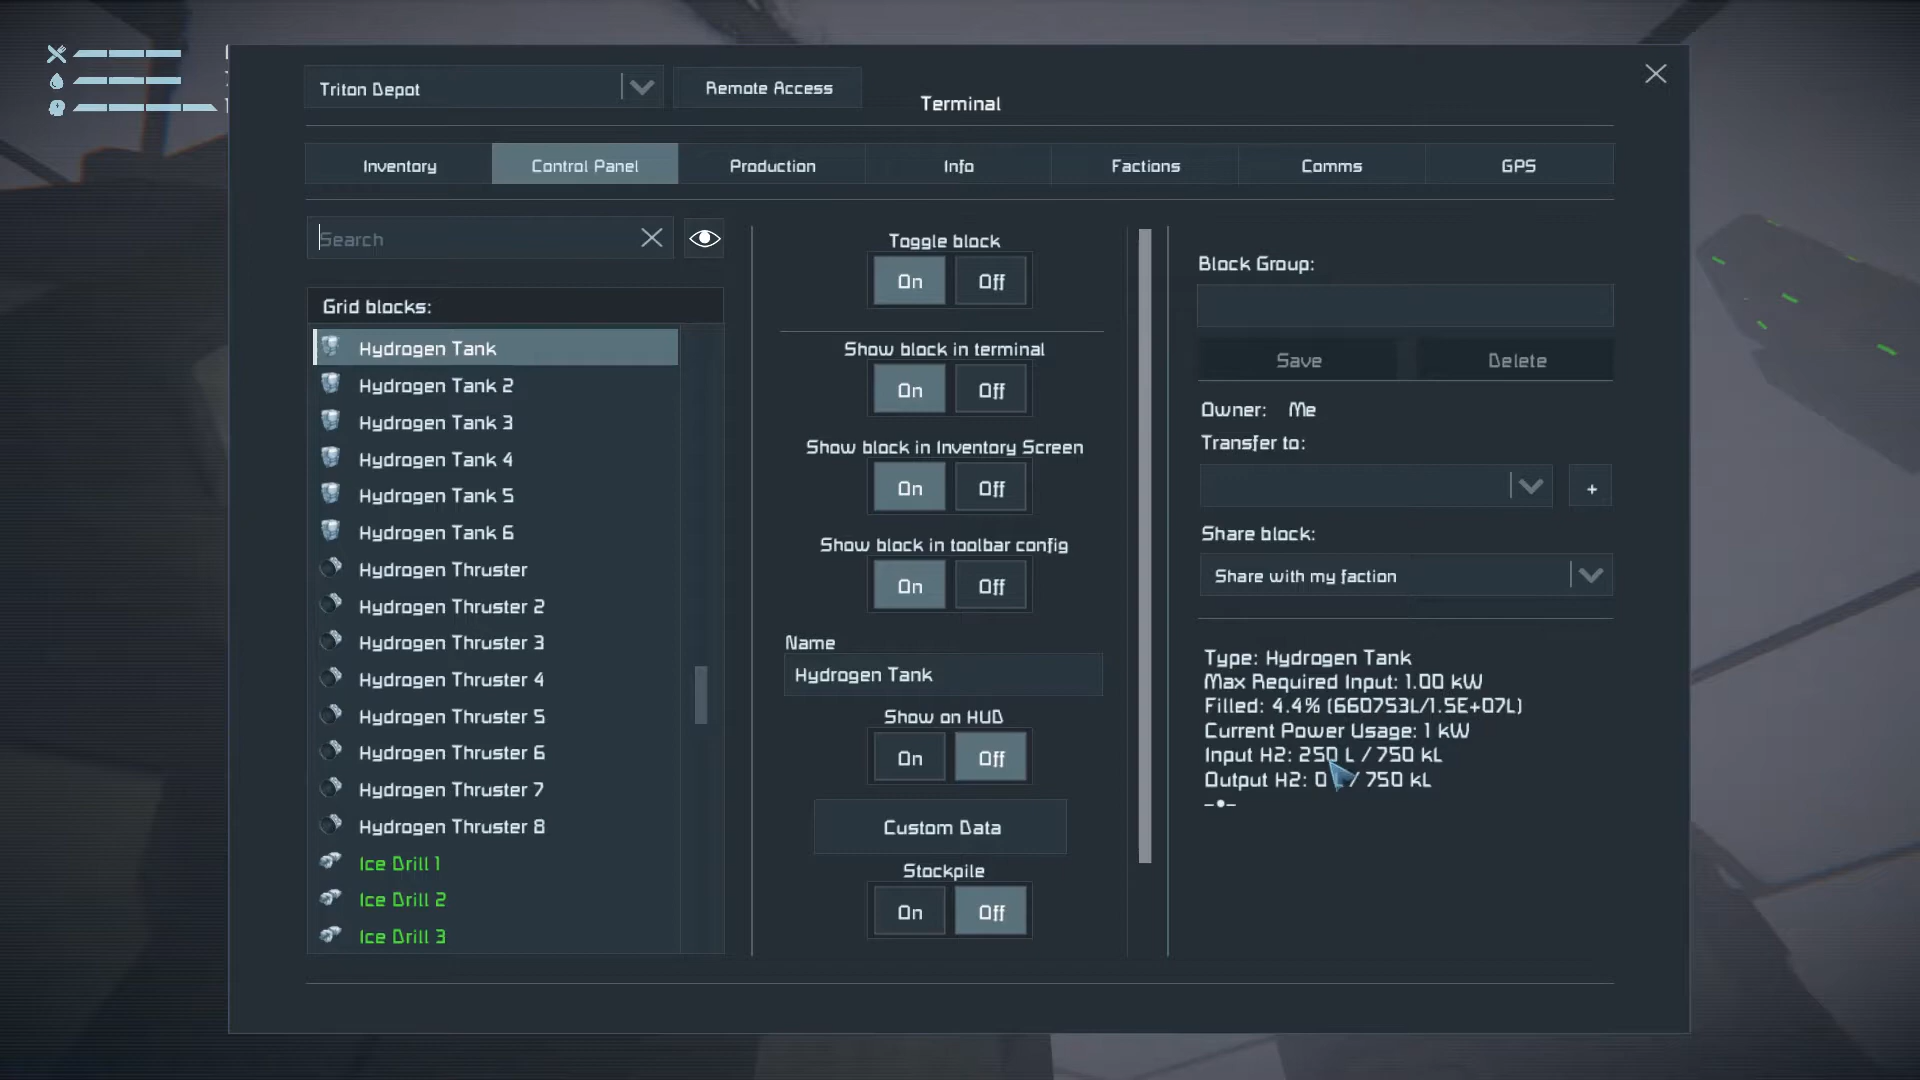 Triton Depot
Remote Access
Terminal
Inventory
Control Panel
Production
Info
Factions
Comms
GPS
Search
Grid blocks:
Hydrogen Tank
Hydrogen Tank 2
Hydrogen Tank 3
Hydrogen Tank 4
Hydrogen Tank 5
Hydrogen Tank 6
Hydrogen Thruster
Hydrogen Thruster 2
Hydrogen Thruster 3
Hydrogen Thruster 4
Hydrogen Thruster 5
Hydrogen Thruster 6
Hydrogen Thruster 7
Hydrogen Thruster 8
Ice Drill 1
Ice Drill 2
Ice Drill 3
Toggle block
On Off
Show block in terminal
On Off
Show block in Inventory Screen
On Off
Show block in toolbar config
On Off
Name
Hydrogen Tank
Show on HUD
On Off
Custom Data
Stockpile
On Off
Block Group:
Save Delete
Owner: Me
Transfer to:
+
Share block:
Share with my faction
Type: Hydrogen Tank
Max Required Input: 1.00 kW
Filled: 4.4% (660753L/1.5E+07L)
Current Power Usage: 1 kW
Input H2: 250 L / 750 kL
Output H2: 0 L / 750 kL
—•—